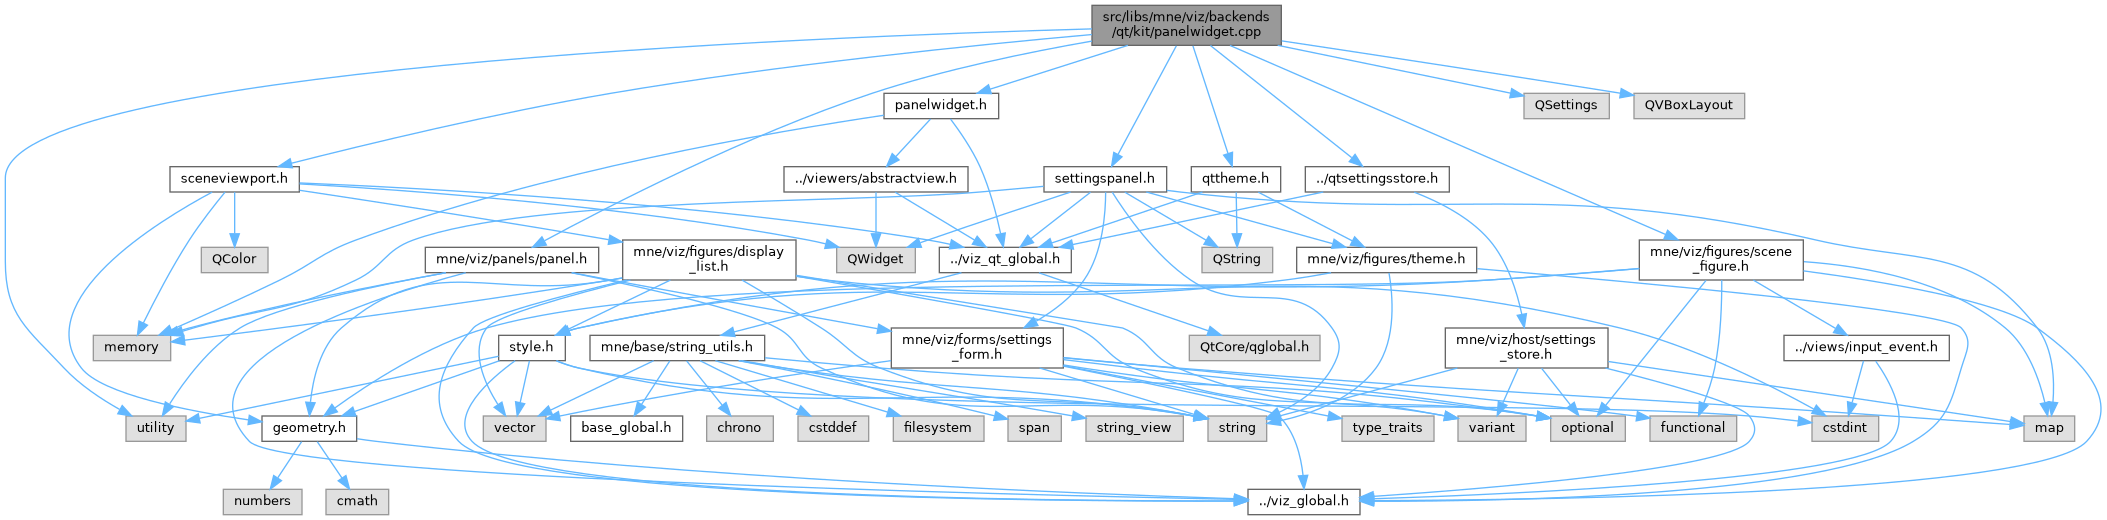 src/libs/mne/viz/backends
/qt/kit/panelwidget.cpp
panelwidget.h
QSettings
QVBoxLayout
sceneviewport.h
../viewers/abstractview.h
settingspanel.h
qttheme.h
../qtsettingsstore.h
QColor
mne/viz/panels/panel.h
mne/viz/figures/display
_list.h
QWidget
../viz_qt_global.h
QString
mne/viz/figures/theme.h
mne/viz/figures/scene
_figure.h
memory
style.h
mne/base/string_utils.h
mne/viz/forms/settings
_form.h
QtCore/qglobal.h
mne/viz/host/settings
_store.h
../views/input_event.h
utility
geometry.h
vector
base_global.h
chrono
cstddef
filesystem
span
string_view
string
type_traits
variant
optional
functional
cstdint
map
numbers
cmath
../viz_global.h